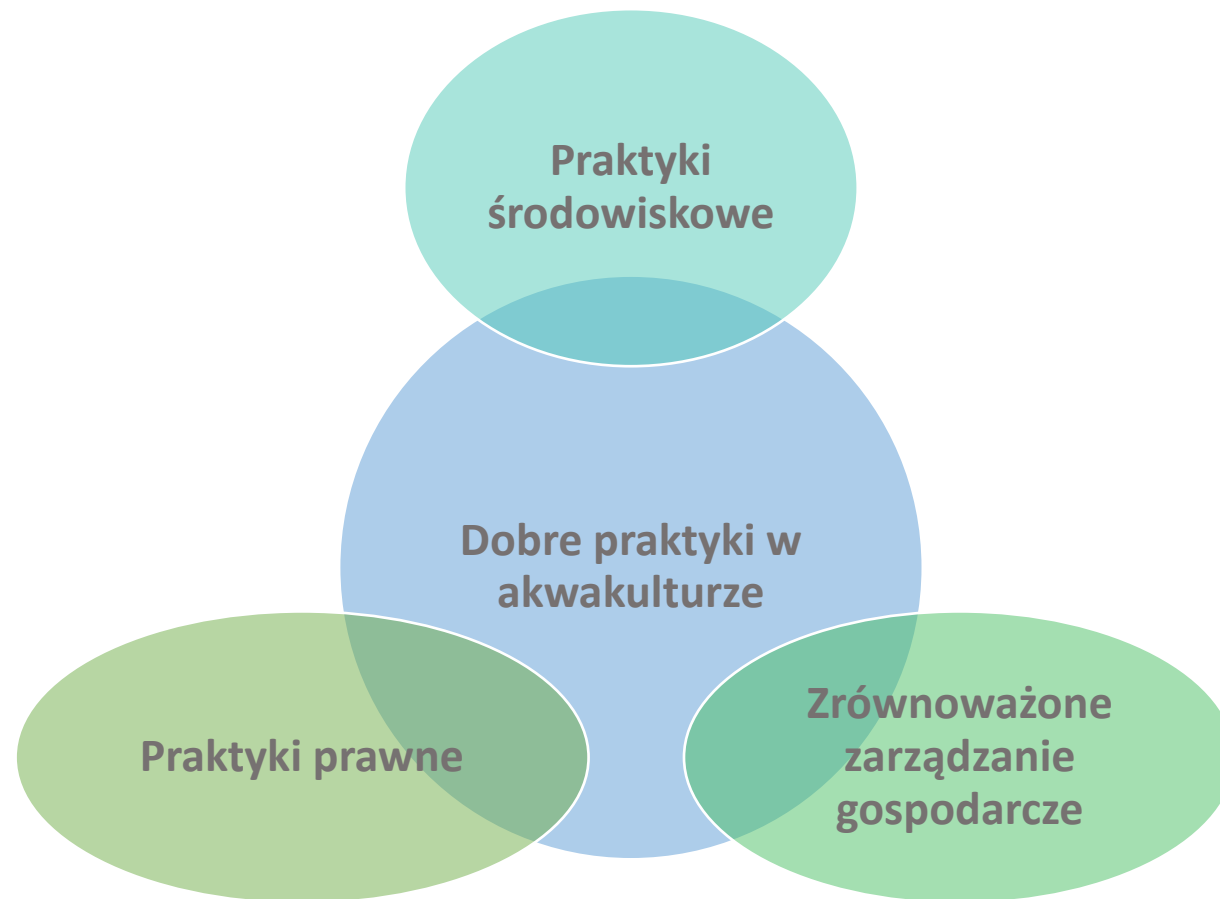 Praktyki
środowiskowe
Dobre praktyki w
akwakulturze
Praktyki prawne
Zrównoważone
zarządzanie
gospodarcze